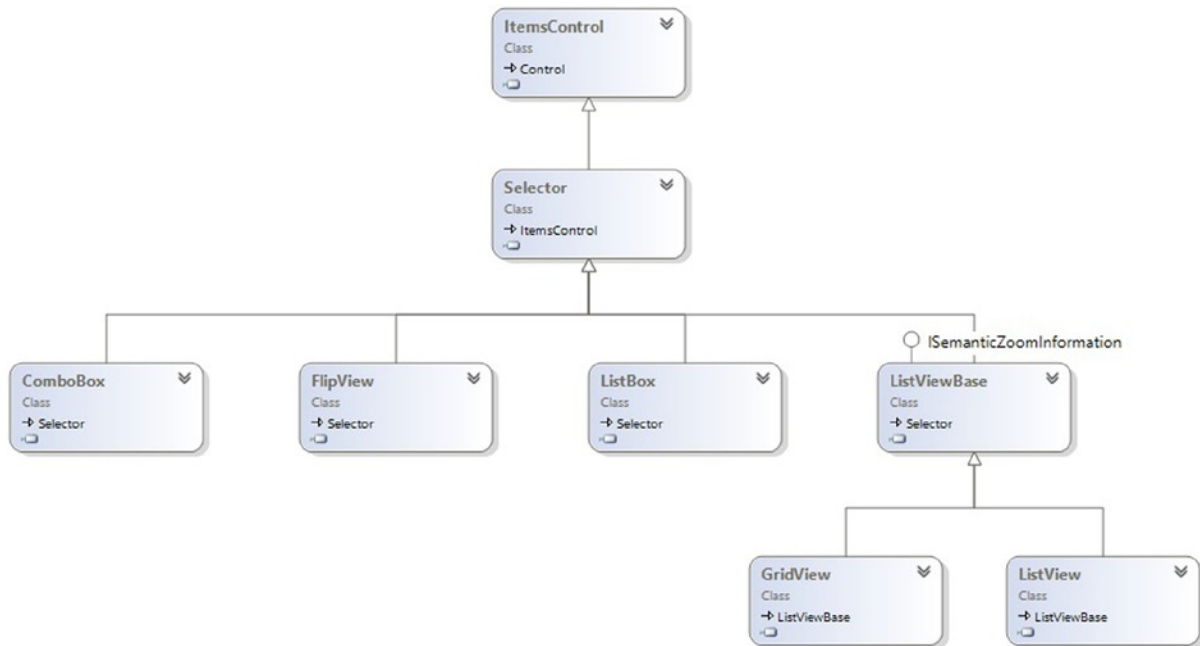 ItemsControl
Class
Control
Selector
Class
ItemsControl
ISemanticZoomInformation
ComboBox
Class
Selector
FlipView
Class
Selector
ListBox
Class
Selector
ListViewBase
Class
Selector
GridView
Class
ListViewBase
ListView
Class
ListViewBase